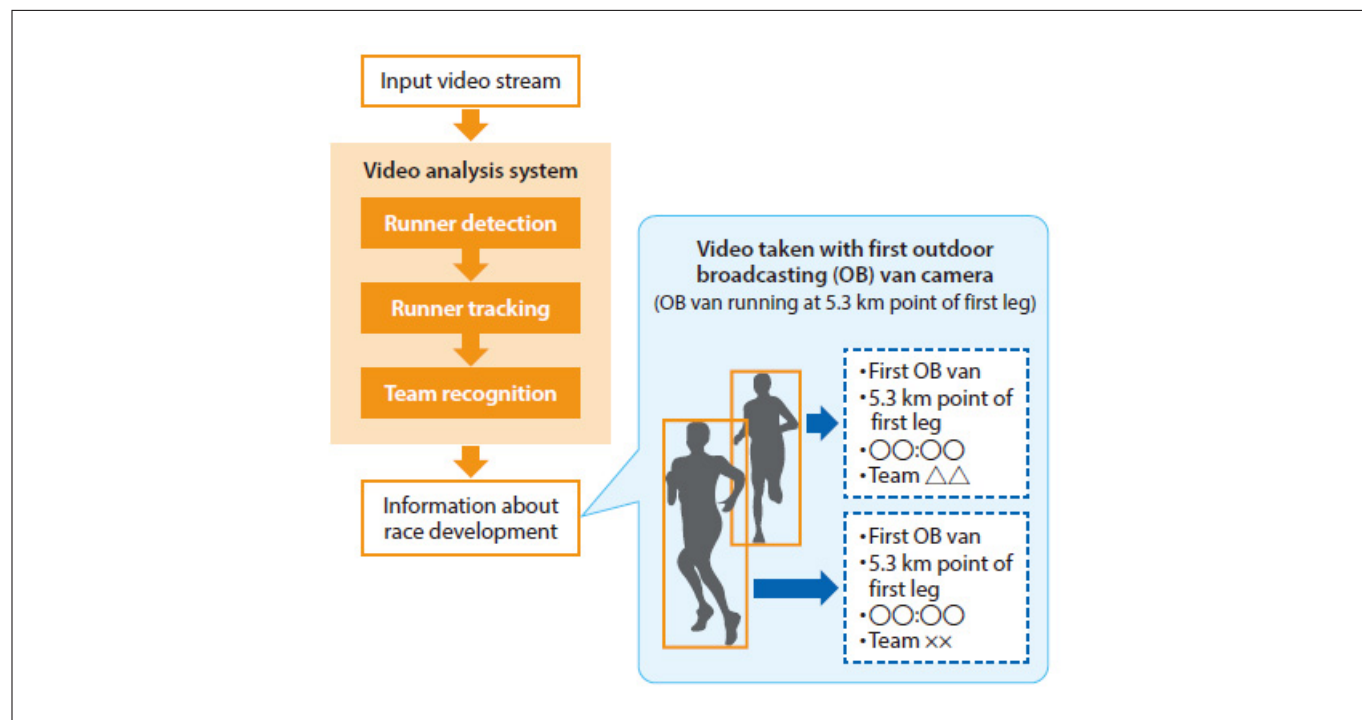 Input video stream
Video analysis system
Runner detection
Runner tracking
Team recognition
Information about
race development
Video taken with first outdoor
broadcasting (OB) van camera
(OB van running at 5.3 km point of first leg)
•First OB van
•5.3 km point of
first leg
•〇〇:〇〇
•Team △△
•First OB van
•5.3 km point of
first leg
•〇〇:〇〇
•Team ××